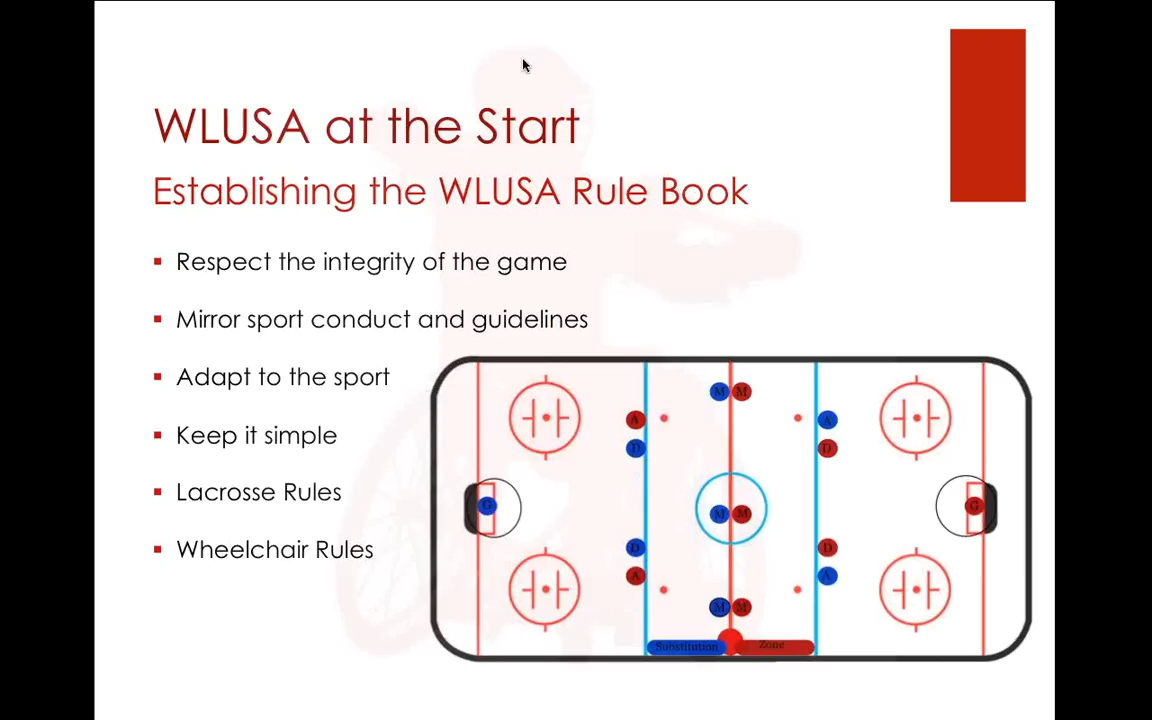 WLUSA at the Start
Establishing the WLUSA Rule Book
Respect the integrity of the game
Mirror sport conduct and guidelines
Adapt to the sport
Keep it simple
Lacrosse Rules
Wheelchair Rules
M M
A A
D D
M M
G G
D D
A A
M M
Substitution Zone